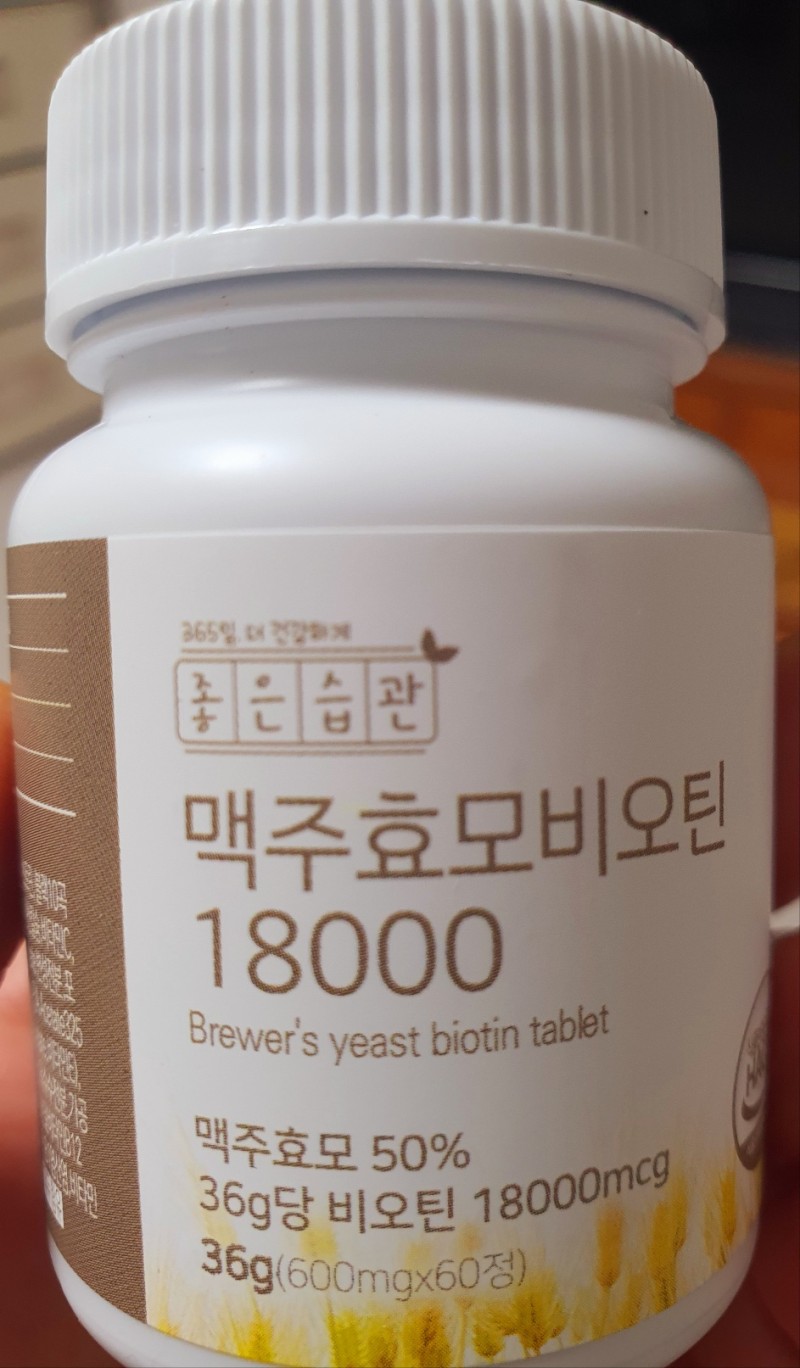 365일, 더 건강하게
좋은습관
맥주효모비오틴
18000
Brewer's yeast biotin tablet
맥주효모 50%
36g당 비오틴 18000mcg
36g(600mgx60정)